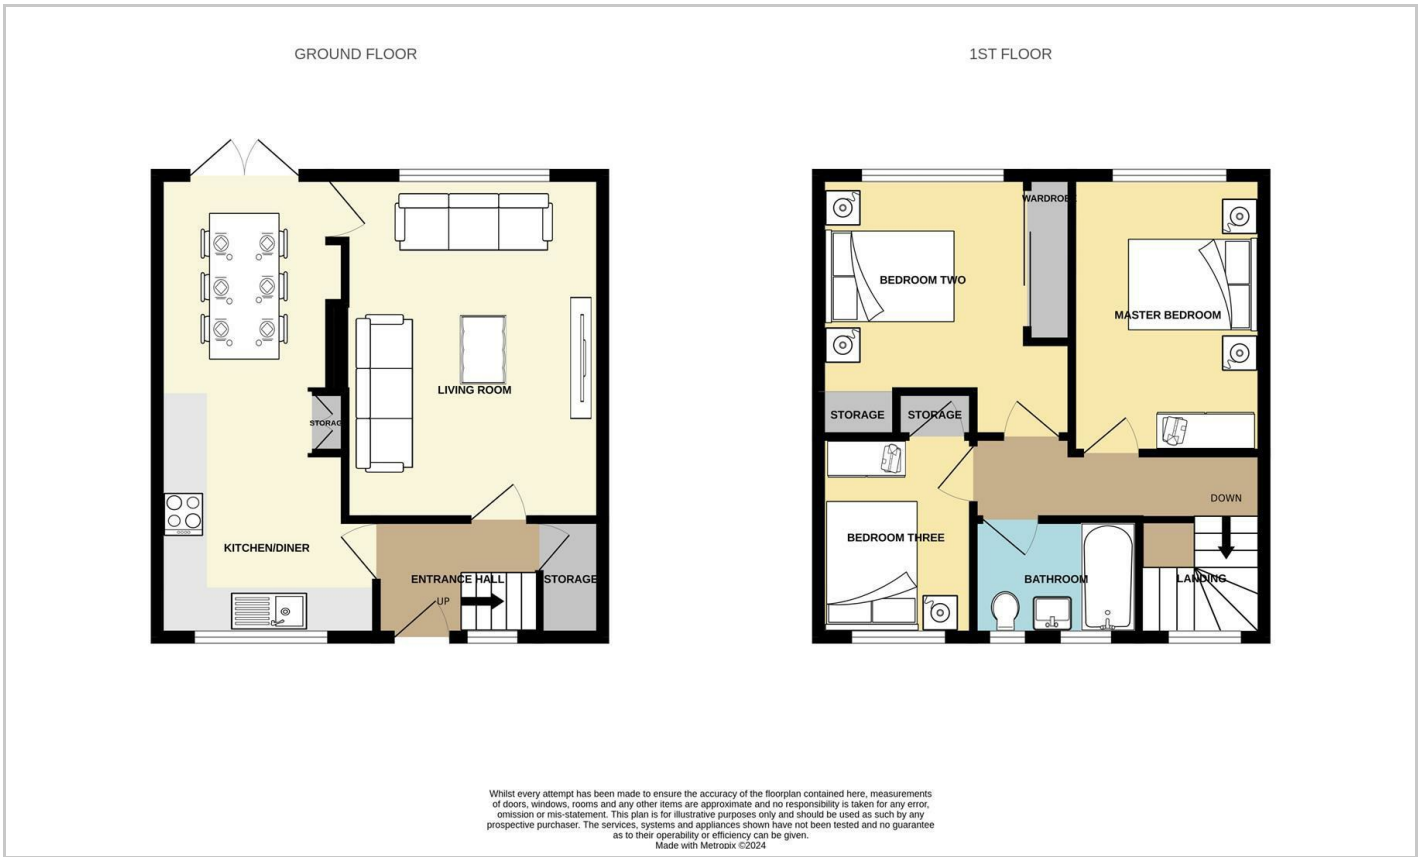 GROUND FLOOR
1ST FLOOR
WARDROBE
BEDROOM TWO
MASTER BEDROOM
LIVING ROOM
STORAGE
STORAGE
STORAGE
KITCHEN/DINER
BEDROOM THREE
DOWN
ENTRANCE HALL
STORAGE
BATHROOM
LANDING
UP
Whilst every attempt has been made to ensure the accuracy of the floorplan contained here, measurements
of doors, windows, rooms and any other items are approximate and no responsibility is taken for any error,
omission or mis-statement. This plan is for illustrative purposes only and should be used as such by any
prospective purchaser. The services, systems and appliances shown have not been tested and no guarantee
as to their operability or efficiency can be given.
Made with Metropix ©2024